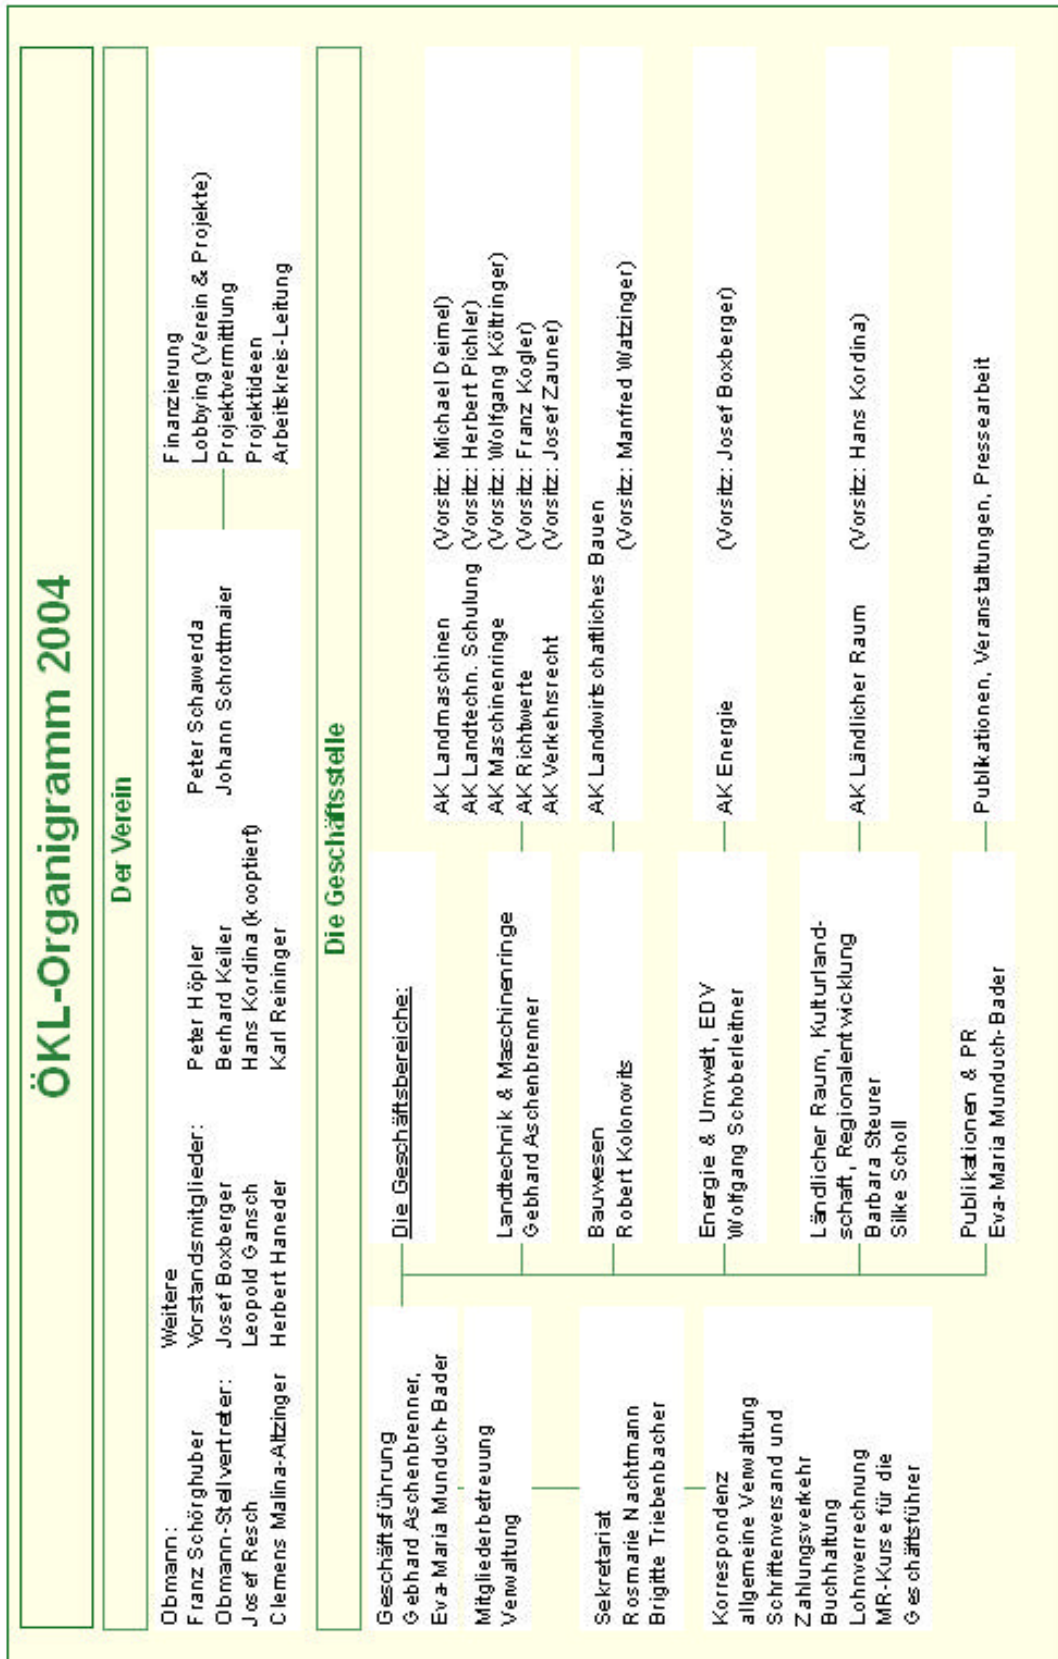 ÖKL-Organigramm 2004
Der Verein
Obmann:
Franz Schörghuber
Obmann-Stellvertreter:
Josef Resch
Clemens Malina-Altzinger
Weitere
Vorstandsmitglieder:
Josef Boxberger
Leopold Gansch
Herbert Haneder
Peter Höpler
Berhard Keiler
Hans Kordina (kooptiert)
Karl Reininger
Peter Schawerda
Johann Schrottmaier
Finanzierung
Lobbying (Verein & Projekte)
Projektvermittlung
Projektideen
Arbeitskreis-Leitung
Die Geschäftsstelle
Geschäftsführung
Gebhard Aschenbrenner,
Eva-Maria Munduch-Bader
Mitgliederbetreuung
Verwaltung
Sekretariat
Rosmarie Nachtmann
Brigitte Triebenbacher
Korrespondenz
allgemeine Verwaltung
Schriftenversand und
Zahlungsverkehr
Buchhaltung
Lohnverrechnung
MR-Kurse für die
Geschäftsführer
Die Geschäftsbereiche:
Landtechnik & Maschinenringe
Gebhard Aschenbrenner
AK Landmaschinen (Vorsitz: Michael Deimel)
AK Landtechn. Schulung (Vorsitz: Herbert Pichler)
AK Maschinenringe (Vorsitz: Wolfgang Költringer)
AK Richtwerte (Vorsitz: Franz Kogler)
AK Verkehrsrecht (Vorsitz: Josef Zauner)
Bauwesen
Robert Kolonovits
AK Landwirtschaftliches Bauen
(Vorsitz: Manfred Watzinger)
Energie & Umwelt, EDV
Wolfgang Schoberleitner
AK Energie (Vorsitz: Josef Boxberger)
Ländlicher Raum, Kulturland-
schaft, Regionalentwicklung
Barbara Steurer
Silke Scholl
AK Ländlicher Raum (Vorsitz: Hans Kordina)
Publikationen & PR
Eva-Maria Munduch-Bader
Publikationen, Veranstaltungen, Pressearbeit